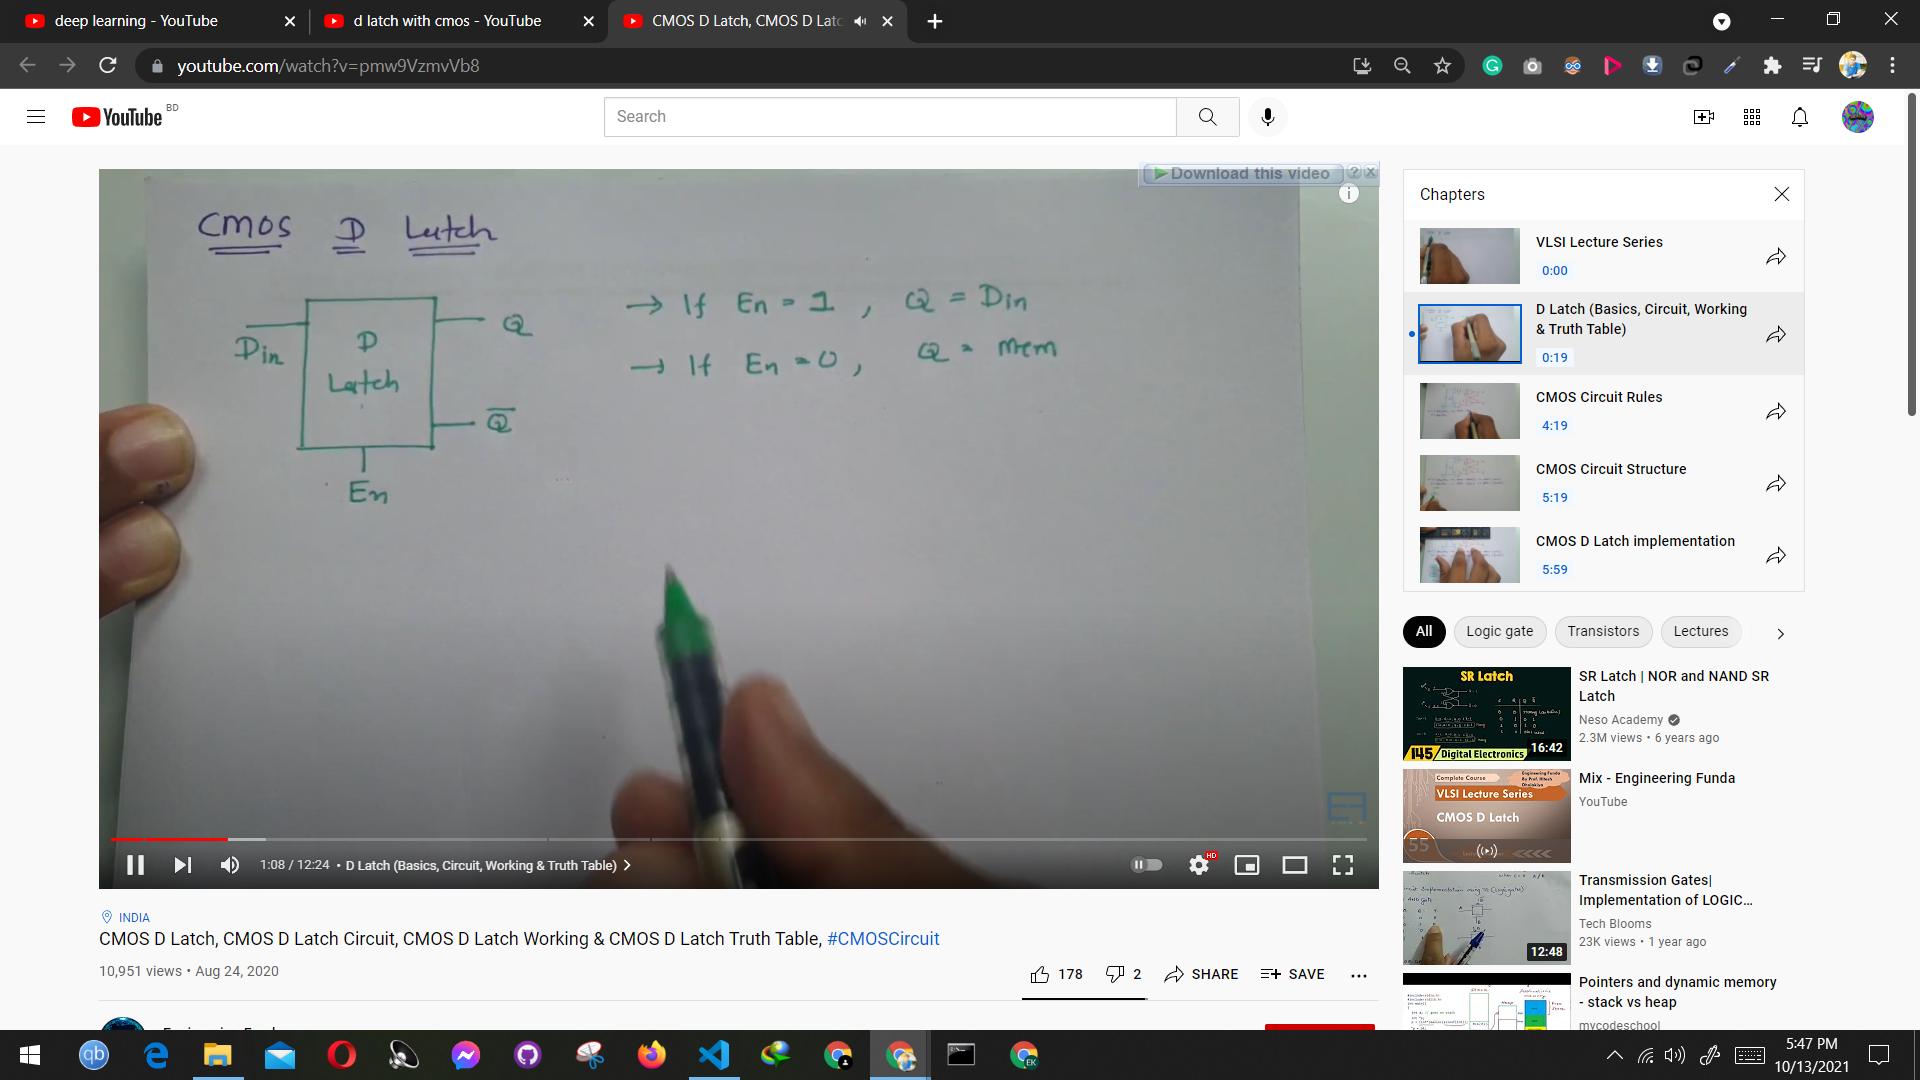 deep learning - YouTube
d latch with cmos - YouTube
CMOS D Latch, CMOS D Latc
youtube.com/watch?v=pmw9VzmvVb8
YouTube BD
Search
Download this video
CMOS D Latch
Din
D
Latch
Q
Q̅
En
→ If En = 1 , Q = Din
→ If En = 0 , Q = mem
1:08 / 12:24 • D Latch (Basics, Circuit, Working & Truth Table)
HD
INDIA
CMOS D Latch, CMOS D Latch Circuit, CMOS D Latch Working & CMOS D Latch Truth Table, #CMOSCircuit
10,951 views • Aug 24, 2020
178
2
SHARE
SAVE
Chapters
VLSI Lecture Series
0:00
D Latch (Basics, Circuit, Working
& Truth Table)
0:19
CMOS Circuit Rules
4:19
CMOS Circuit Structure
5:19
CMOS D Latch implementation
5:59
All
Logic gate
Transistors
Lectures
SR Latch
145 Digital Electronics
16:42
SR Latch | NOR and NAND SR
Latch
Neso Academy
2.3M views • 6 years ago
Complete Course
VLSI Lecture Series
CMOS D Latch
55
Mix - Engineering Funda
YouTube
12:48
Transmission Gates|
Implementation of LOGIC...
Tech Blooms
23K views • 1 year ago
Pointers and dynamic memory
- stack vs heap
mycodeschool
5:47 PM
10/13/2021